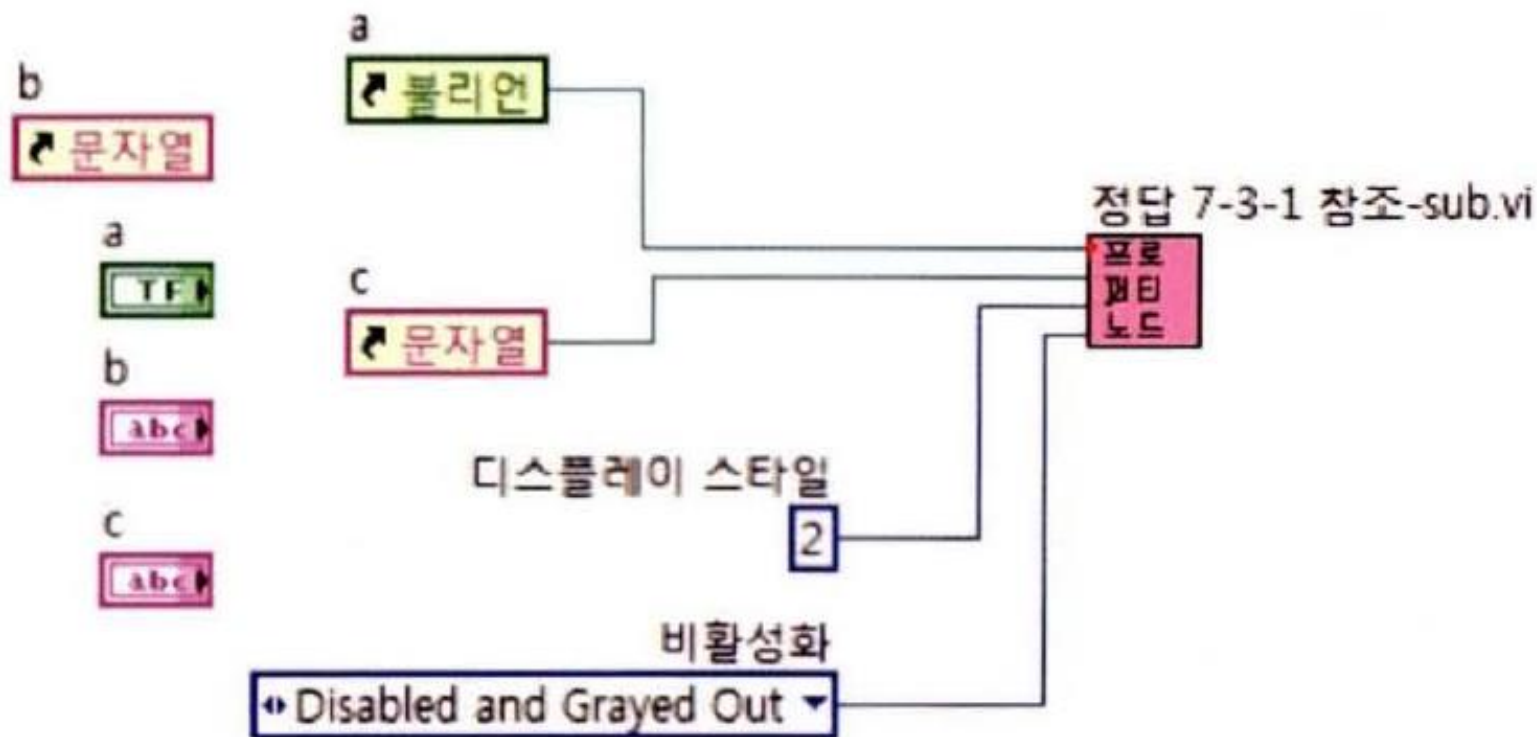 a
불리언
b
문자열
정답 7-3-1 참조-sub.vi
프로
퍼티
노드
a
TF
c
문자열
b
abc
디스플레이 스타일
2
c
abc
비활성화
Disabled and Grayed Out